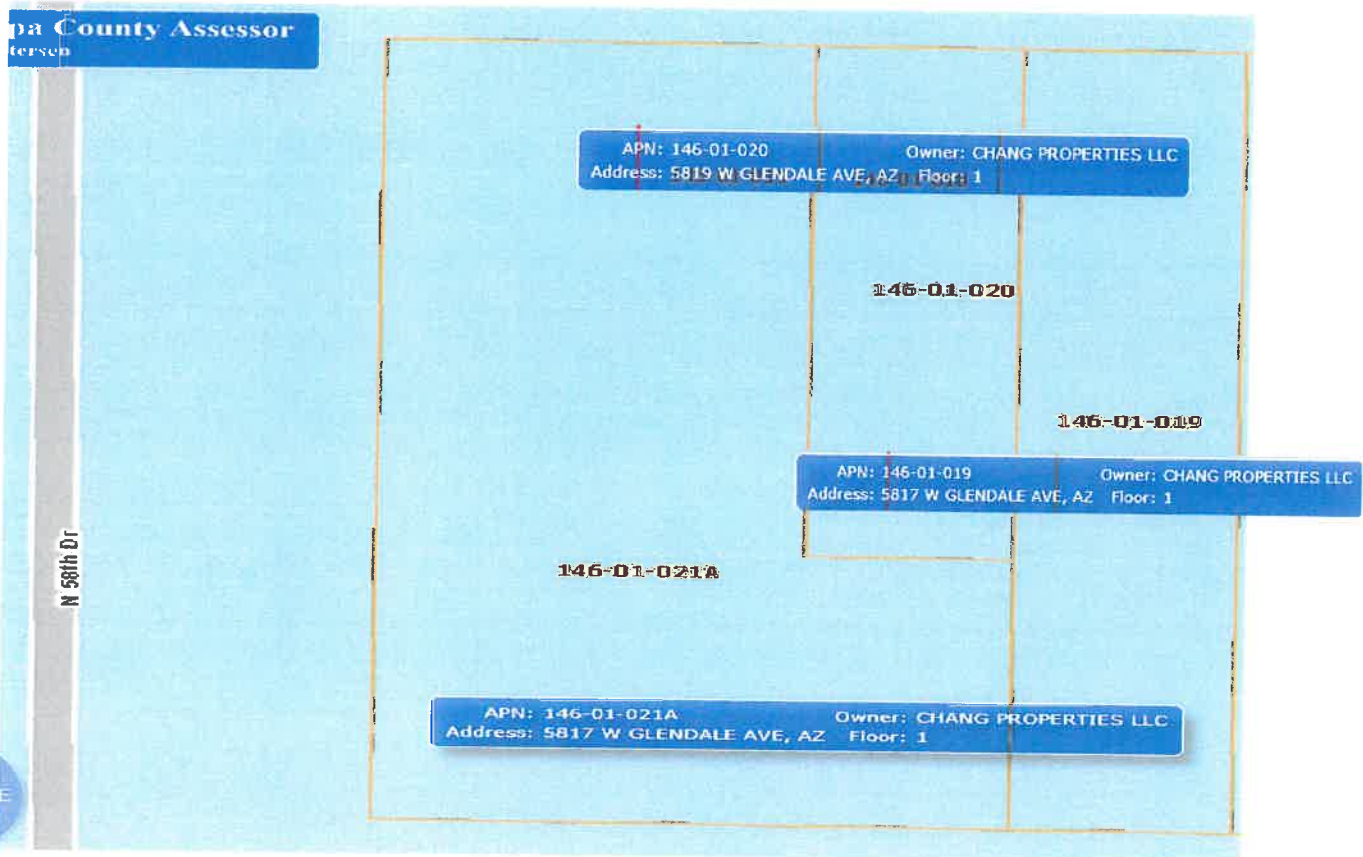 pa County Assessor
tersen
APN: 146-01-020 Owner: CHANG PROPERTIES LLC
Address: 5819 W GLENDALE AVE, AZ Floor: 1
146-01-020
146-01-019
APN: 146-01-019 Owner: CHANG PROPERTIES LLC
Address: 5817 W GLENDALE AVE, AZ Floor: 1
N 58th Dr
146-01-021A
APN: 146-01-021A Owner: CHANG PROPERTIES LLC
Address: 5817 W GLENDALE AVE, AZ Floor: 1
E